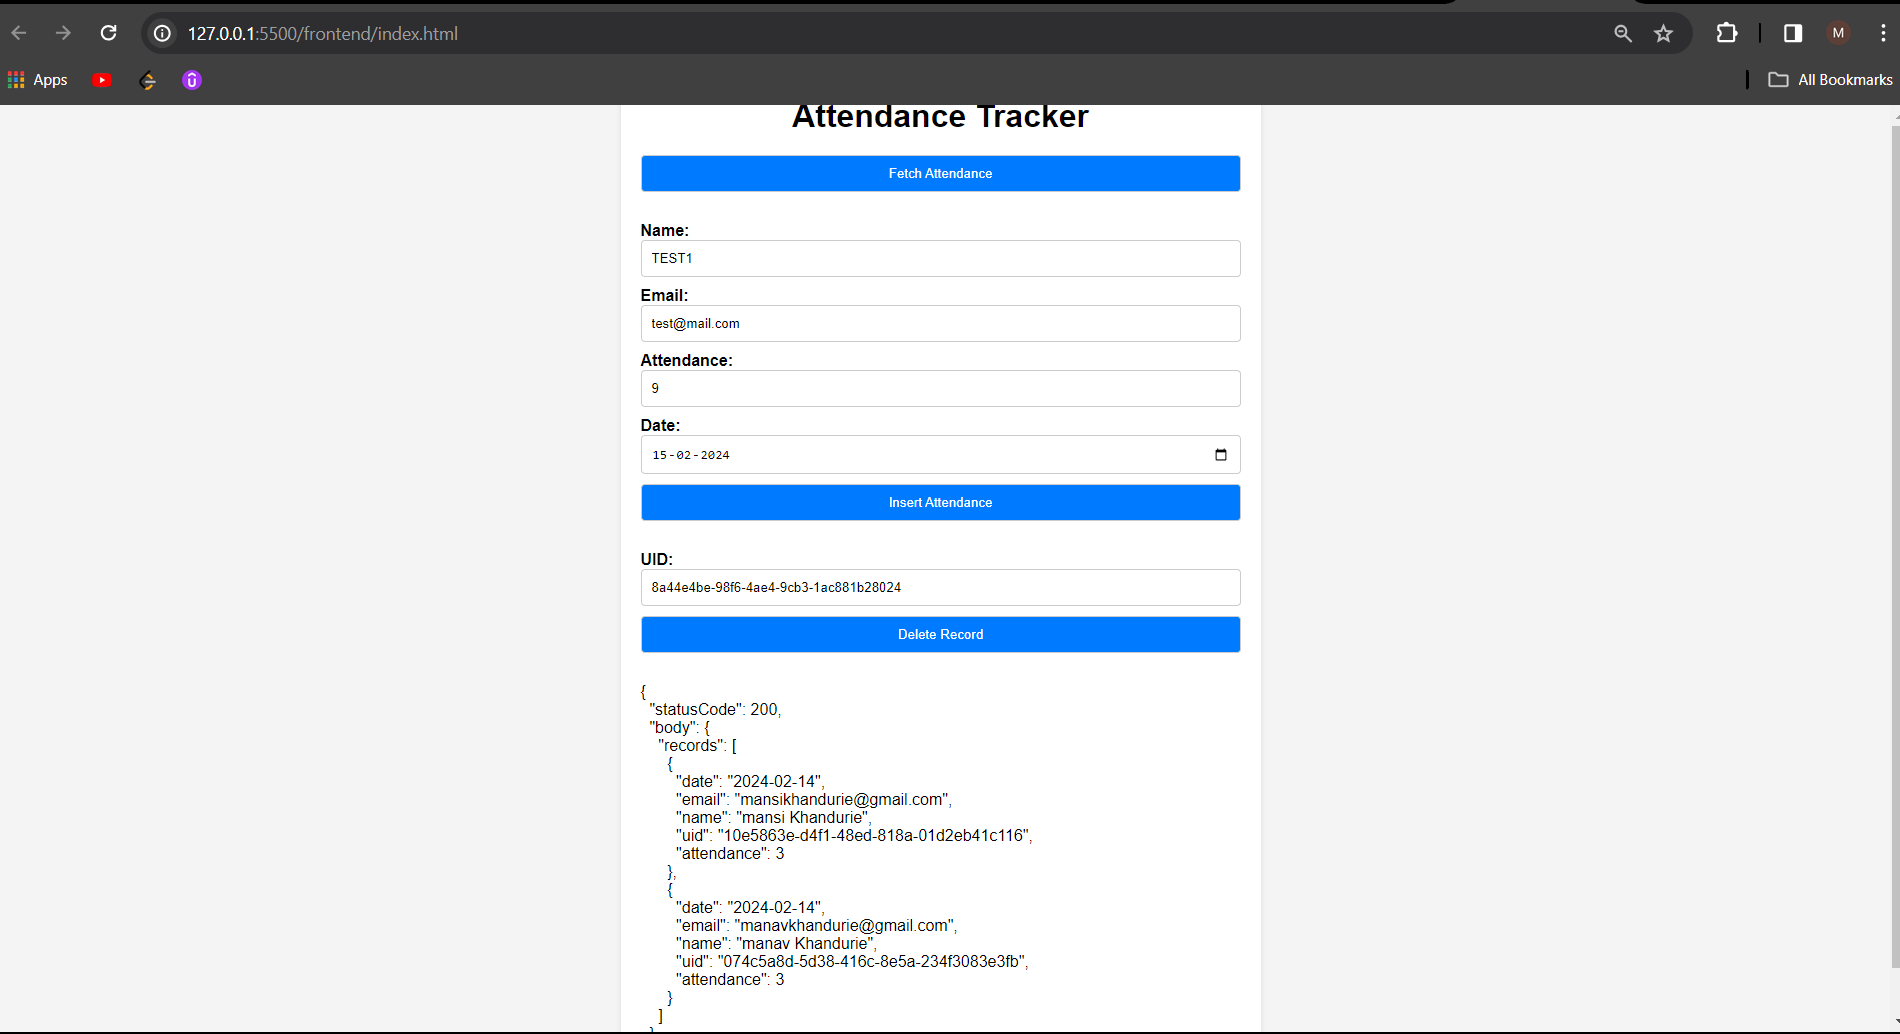 127.0.0.1:5500/frontend/index.html
M
Apps
All Bookmarks
Attendance Tracker
Fetch Attendance
Name:
TEST1
Email:
test@mail.com
Attendance:
9
Date:
15-02-2024
Insert Attendance
UID:
8a44e4be-98f6-4ae4-9cb3-1ac881b28024
Delete Record
{
"statusCode": 200,
"body": {
"records": [
{
"date": "2024-02-14",
"email": "mansikhandurie@gmail.com",
"name": "mansi Khandurie",
"uid": "10e5863e-d4f1-48ed-818a-01d2eb41c116",
"attendance": 3
},
{
"date": "2024-02-14",
"email": "manavkhandurie@gmail.com",
"name": "manav Khandurie",
"uid": "074c5a8d-5d38-416c-8e5a-234f3083e3fb",
"attendance": 3
}
]
}